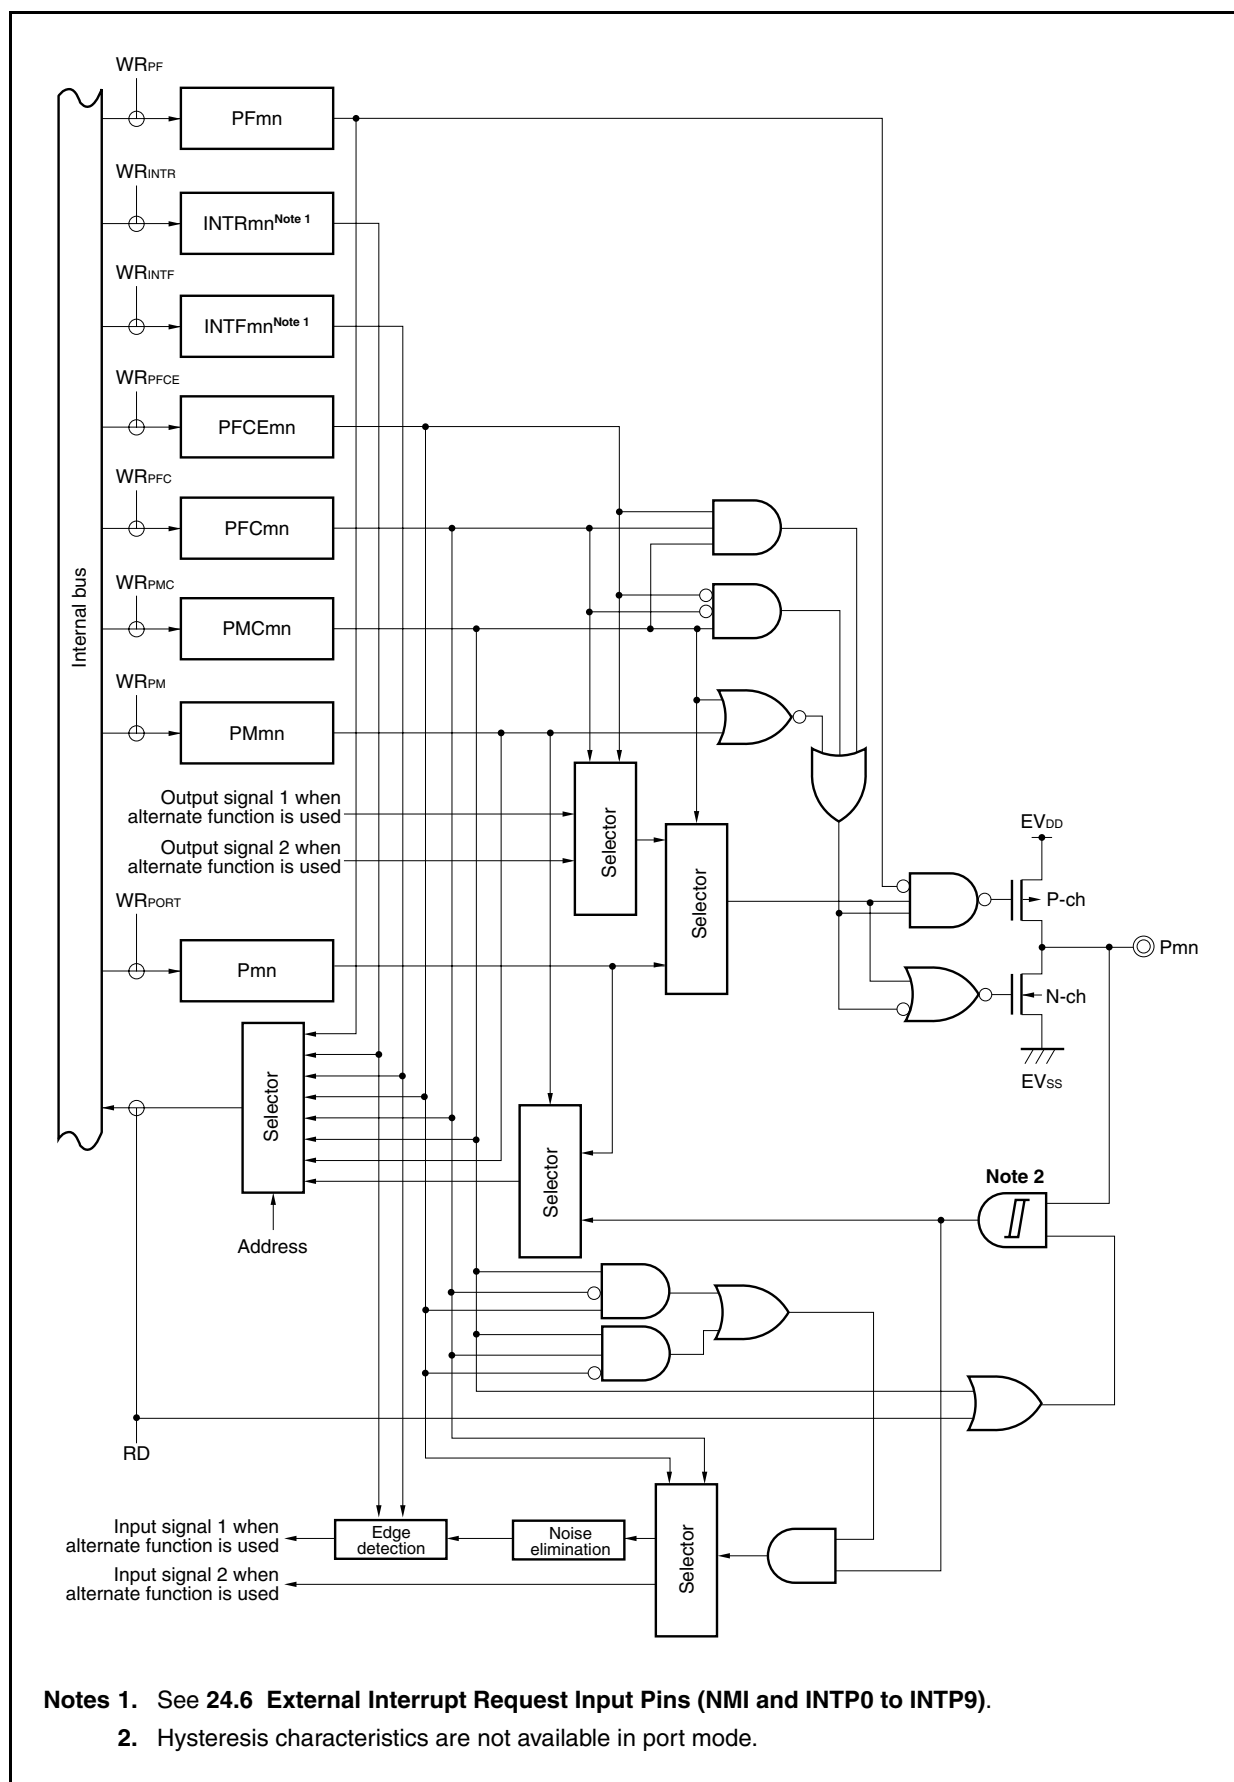 WRPF
PFmn
WRINTR
INTRmnNote 1
WRINTF
INTFmnNote 1
WRPFCE
PFCEmn
WRPFC
PFCmn
WRPMC
PMCmn
WRPM
PMmn
Internal bus
Output signal 1 when
alternate function is used
Output signal 2 when
alternate function is used
Selector
Selector
WRPORT
Pmn
EVDD
P-ch
Pmn
N-ch
EVSS
Selector
Address
Selector
Note 2
RD
Input signal 1 when
alternate function is used
Edge
detection
Noise
elimination
Selector
Input signal 2 when
alternate function is used
Notes 1. See 24.6 External Interrupt Request Input Pins (NMI and INTP0 to INTP9).
2. Hysteresis characteristics are not available in port mode.